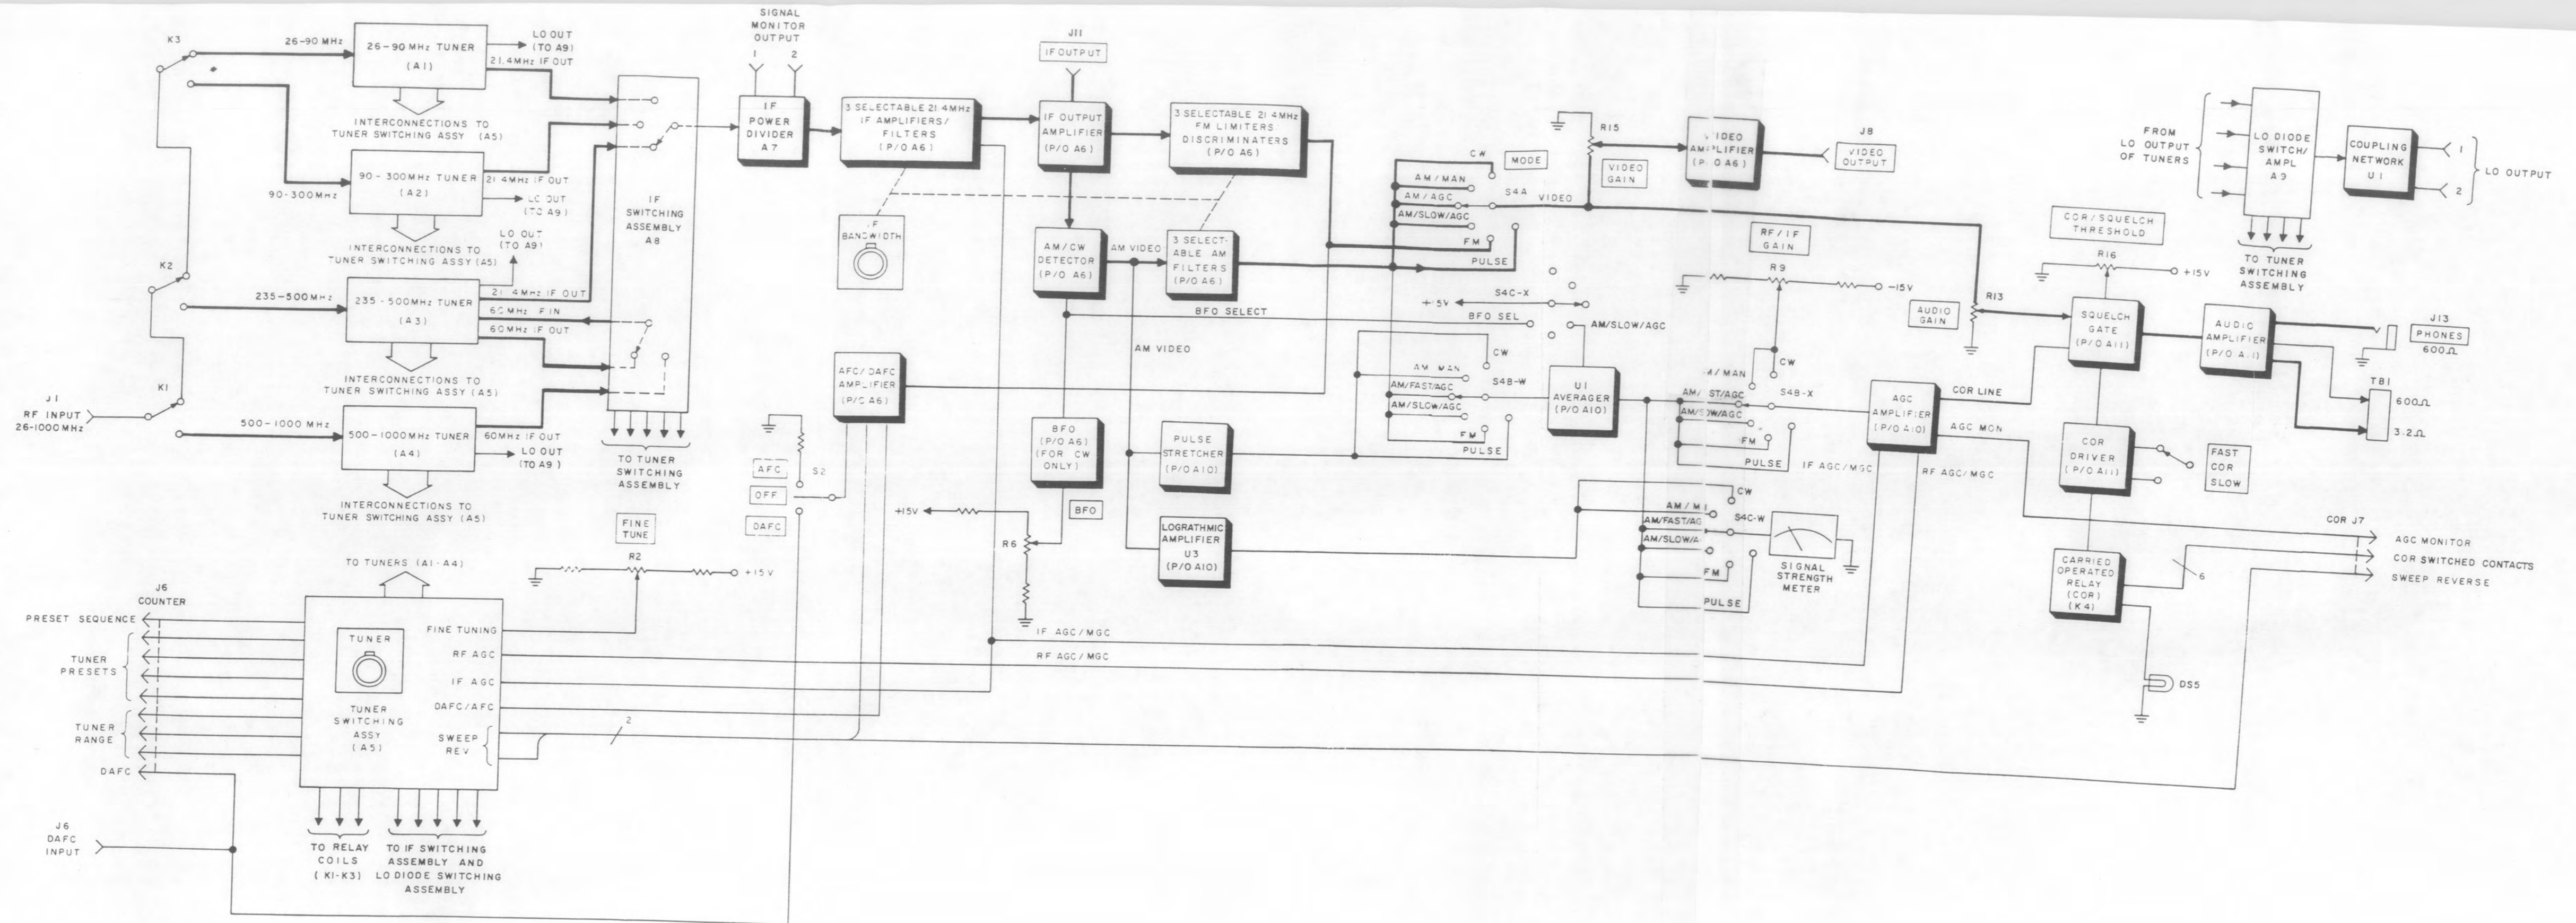 K3
26-90 MHz
26-90 MHz TUNER
(A1)
LO OUT
(TO A9)
21.4MHz IF OUT
INTERCONNECTIONS TO
TUNER SWITCHING ASSY (A5)
90-300MHz
90-300MHz TUNER
(A2)
21.4MHz IF OUT
LO OUT
(TO A9)
INTERCONNECTIONS TO
TUNER SWITCHING ASSY (A5)
LO OUT
(TO A9)
K2
235-500MHz
235-500MHz TUNER
(A3)
21.4MHz IF OUT
60MHz IF IN
60MHz IF OUT
INTERCONNECTIONS TO
TUNER SWITCHING ASSY (A5)
K1
J1
RF INPUT
26-1000MHz
500-1000 MHz
500-1000MHz TUNER
(A4)
60MHz IF OUT
LO OUT
(TO A9)
INTERCONNECTIONS TO
TUNER SWITCHING ASSY (A5)
IF
SWITCHING
ASSEMBLY
A8
TO TUNER
SWITCHING
ASSEMBLY
SIGNAL
MONITOR
OUTPUT
1 2
IF
POWER
DIVIDER
A7
3 SELECTABLE 21.4MHz
IF AMPLIFIERS/
FILTERS
(P/O A6)
J11
IF OUTPUT
IF OUTPUT
AMPLIFIER
(P/O A6)
3 SELECTABLE 21.4MHz
FM LIMITERS
DISCRIMINATERS
(P/O A6)
IF
BANDWIDTH
AM/CW
DETECTOR
(P/O A6)
AM VIDEO
3 SELECT-
ABLE AM
FILTERS
(P/O A6)
BFO SELECT
AM VIDEO
AFC/DAFC
AMPLIFIER
(P/O A6)
BFO
(P/O A6)
(FOR CW
ONLY)
BFO
PULSE
STRETCHER
(P/O A10)
LOGRATHMIC
AMPLIFIER
U3
(P/O A10)
AFC
OFF
DAFC
S2
+15V
R6
FINE
TUNE
R2
+15V
CW
MODE
AM/MAN
AM/AGC
AM/SLOW/AGC
FM
PULSE
S4A
VIDEO
R15
VIDEO
GAIN
VIDEO
AMPLIFIER
(P/O A6)
J8
VIDEO
OUTPUT
+15V
S4C-X
BFO SEL
AM/SLOW/AGC
CW
AM MAN
AM/FAST/AGC
AM/SLOW/AGC
FM
PULSE
S4B-W
U1
AVERAGER
(P/O A10)
RF/IF
GAIN
R9
-15V
CW
/MAN
AM/ ST/AGC
AM/S OW/AGC
FM
PULSE
S4B-X
CW
AM/M
AM/FAST/AG
AM/SLOW/A
FM
PULSE
S4C-W
SIGNAL
STRENGTH
METER
AGC
AMPLIFIER
(P/O A10)
COR LINE
AGC MON
IF AGC/MGC
RF AGC/MGC
AUDIO
GAIN
R13
COR/SQUELCH
THRESHOLD
R16
+15V
SQUELCH
GATE
(P/O A11)
AUDIO
AMPLIFIER
(P/O A11)
J13
PHONES
600Ω
TB1
600Ω
3.2Ω
COR
DRIVER
(P/O A11)
FAST
COR
SLOW
CARRIED
OPERATED
RELAY
(COR)
(K4)
6
DS5
COR J7
AGC MONITOR
COR SWITCHED CONTACTS
SWEEP REVERSE
FROM
LO OUTPUT
OF TUNERS
LO DIODE
SWITCH/
AMPL
A9
TO TUNER
SWITCHING
ASSEMBLY
COUPLING
NETWORK
U1
1
2
LO OUTPUT
TO TUNERS (A1-A4)
J6
COUNTER
PRESET SEQUENCE
TUNER
PRESETS
TUNER
RANGE
DAFC
TUNER
TUNER
SWITCHING
ASSY
(A5)
FINE TUNING
RF AGC
IF AGC
DAFC/AFC
SWEEP
REV
2
IF AGC/MGC
RF AGC/MGC
J6
DAFC
INPUT
TO RELAY
COILS
(K1-K3)
TO IF SWITCHING
ASSEMBLY AND
LO DIODE SWITCHING
ASSEMBLY